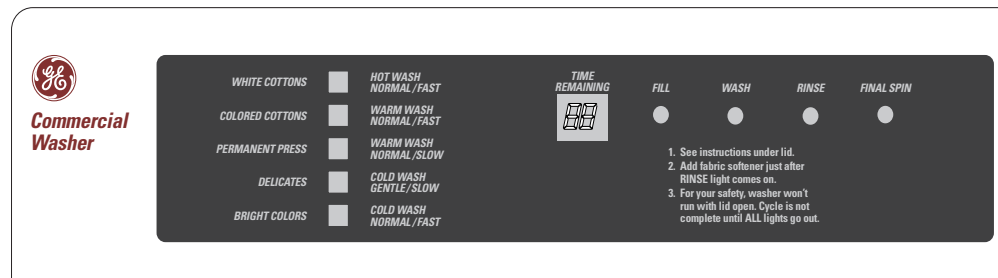 GE
Commercial
Washer
WHITE COTTONS
HOT WASH
NORMAL/FAST
COLORED COTTONS
WARM WASH
NORMAL/FAST
PERMANENT PRESS
WARM WASH
NORMAL/SLOW
DELICATES
COLD WASH
GENTLE/SLOW
BRIGHT COLORS
COLD WASH
NORMAL/FAST
TIME
REMAINING
88
FILL
WASH
RINSE
FINAL SPIN
1. See instructions under lid.
2. Add fabric softener just after
RINSE light comes on.
3. For your safety, washer won't
run with lid open. Cycle is not
complete until ALL lights go out.